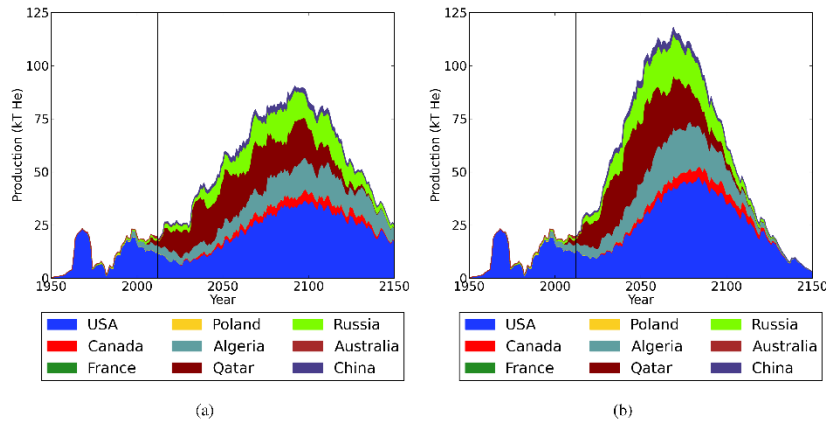 125
100
75
50
25
0
Production (kT He)
1950 2000 2050 2100 2150
Year
USA Poland Russia
Canada Algeria Australia
France Qatar China
(a)
125
100
75
50
25
0
Production (kT He)
1950 2000 2050 2100 2150
Year
USA Poland Russia
Canada Algeria Australia
France Qatar China
(b)